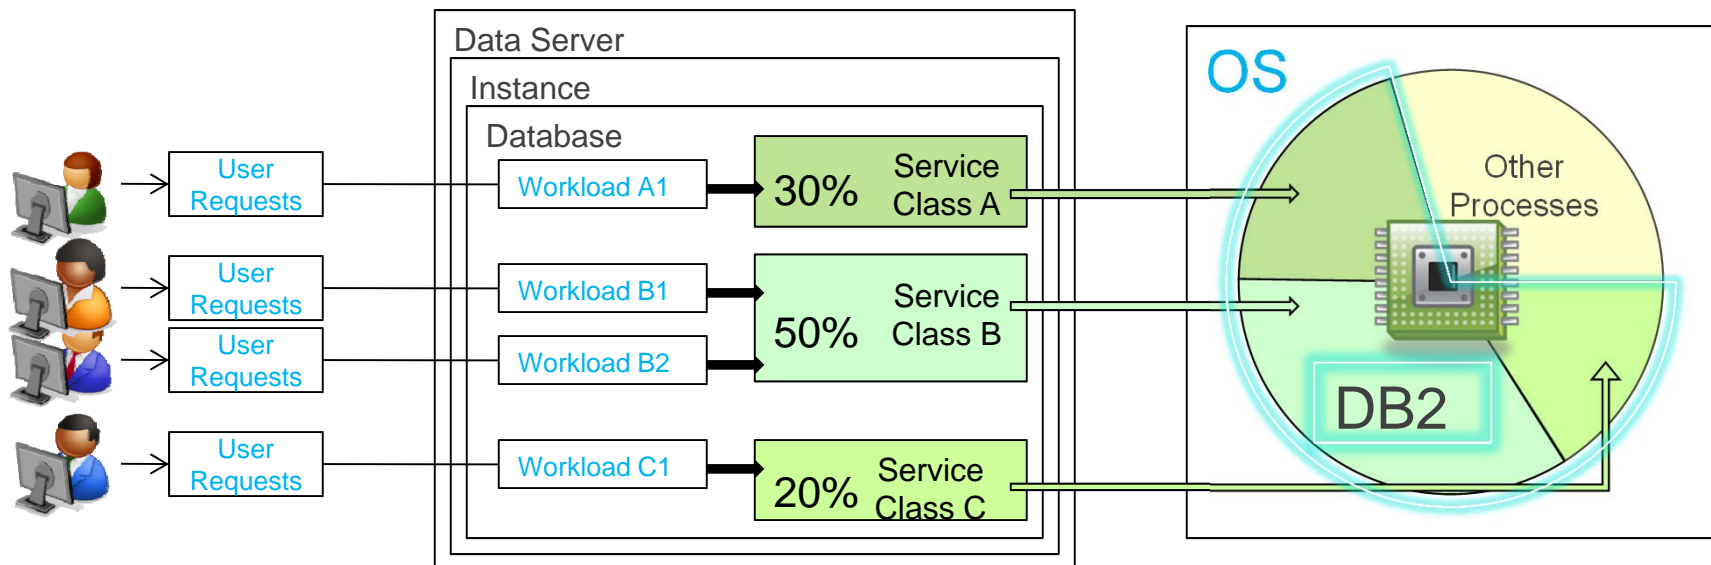 Data Server
Instance
Database
User
Requests
Workload A1
30%
Service
Class A
User
Requests
Workload B1
50%
Service
Class B
User
Requests
Workload B2
User
Requests
Workload C1
20%
Service
Class C
OS
Other
Processes
DB2